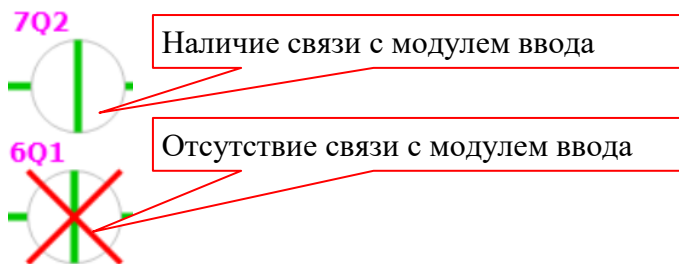 7Q2
Наличие связи с модулем ввода
6Q1
Отсутствие связи с модулем ввода